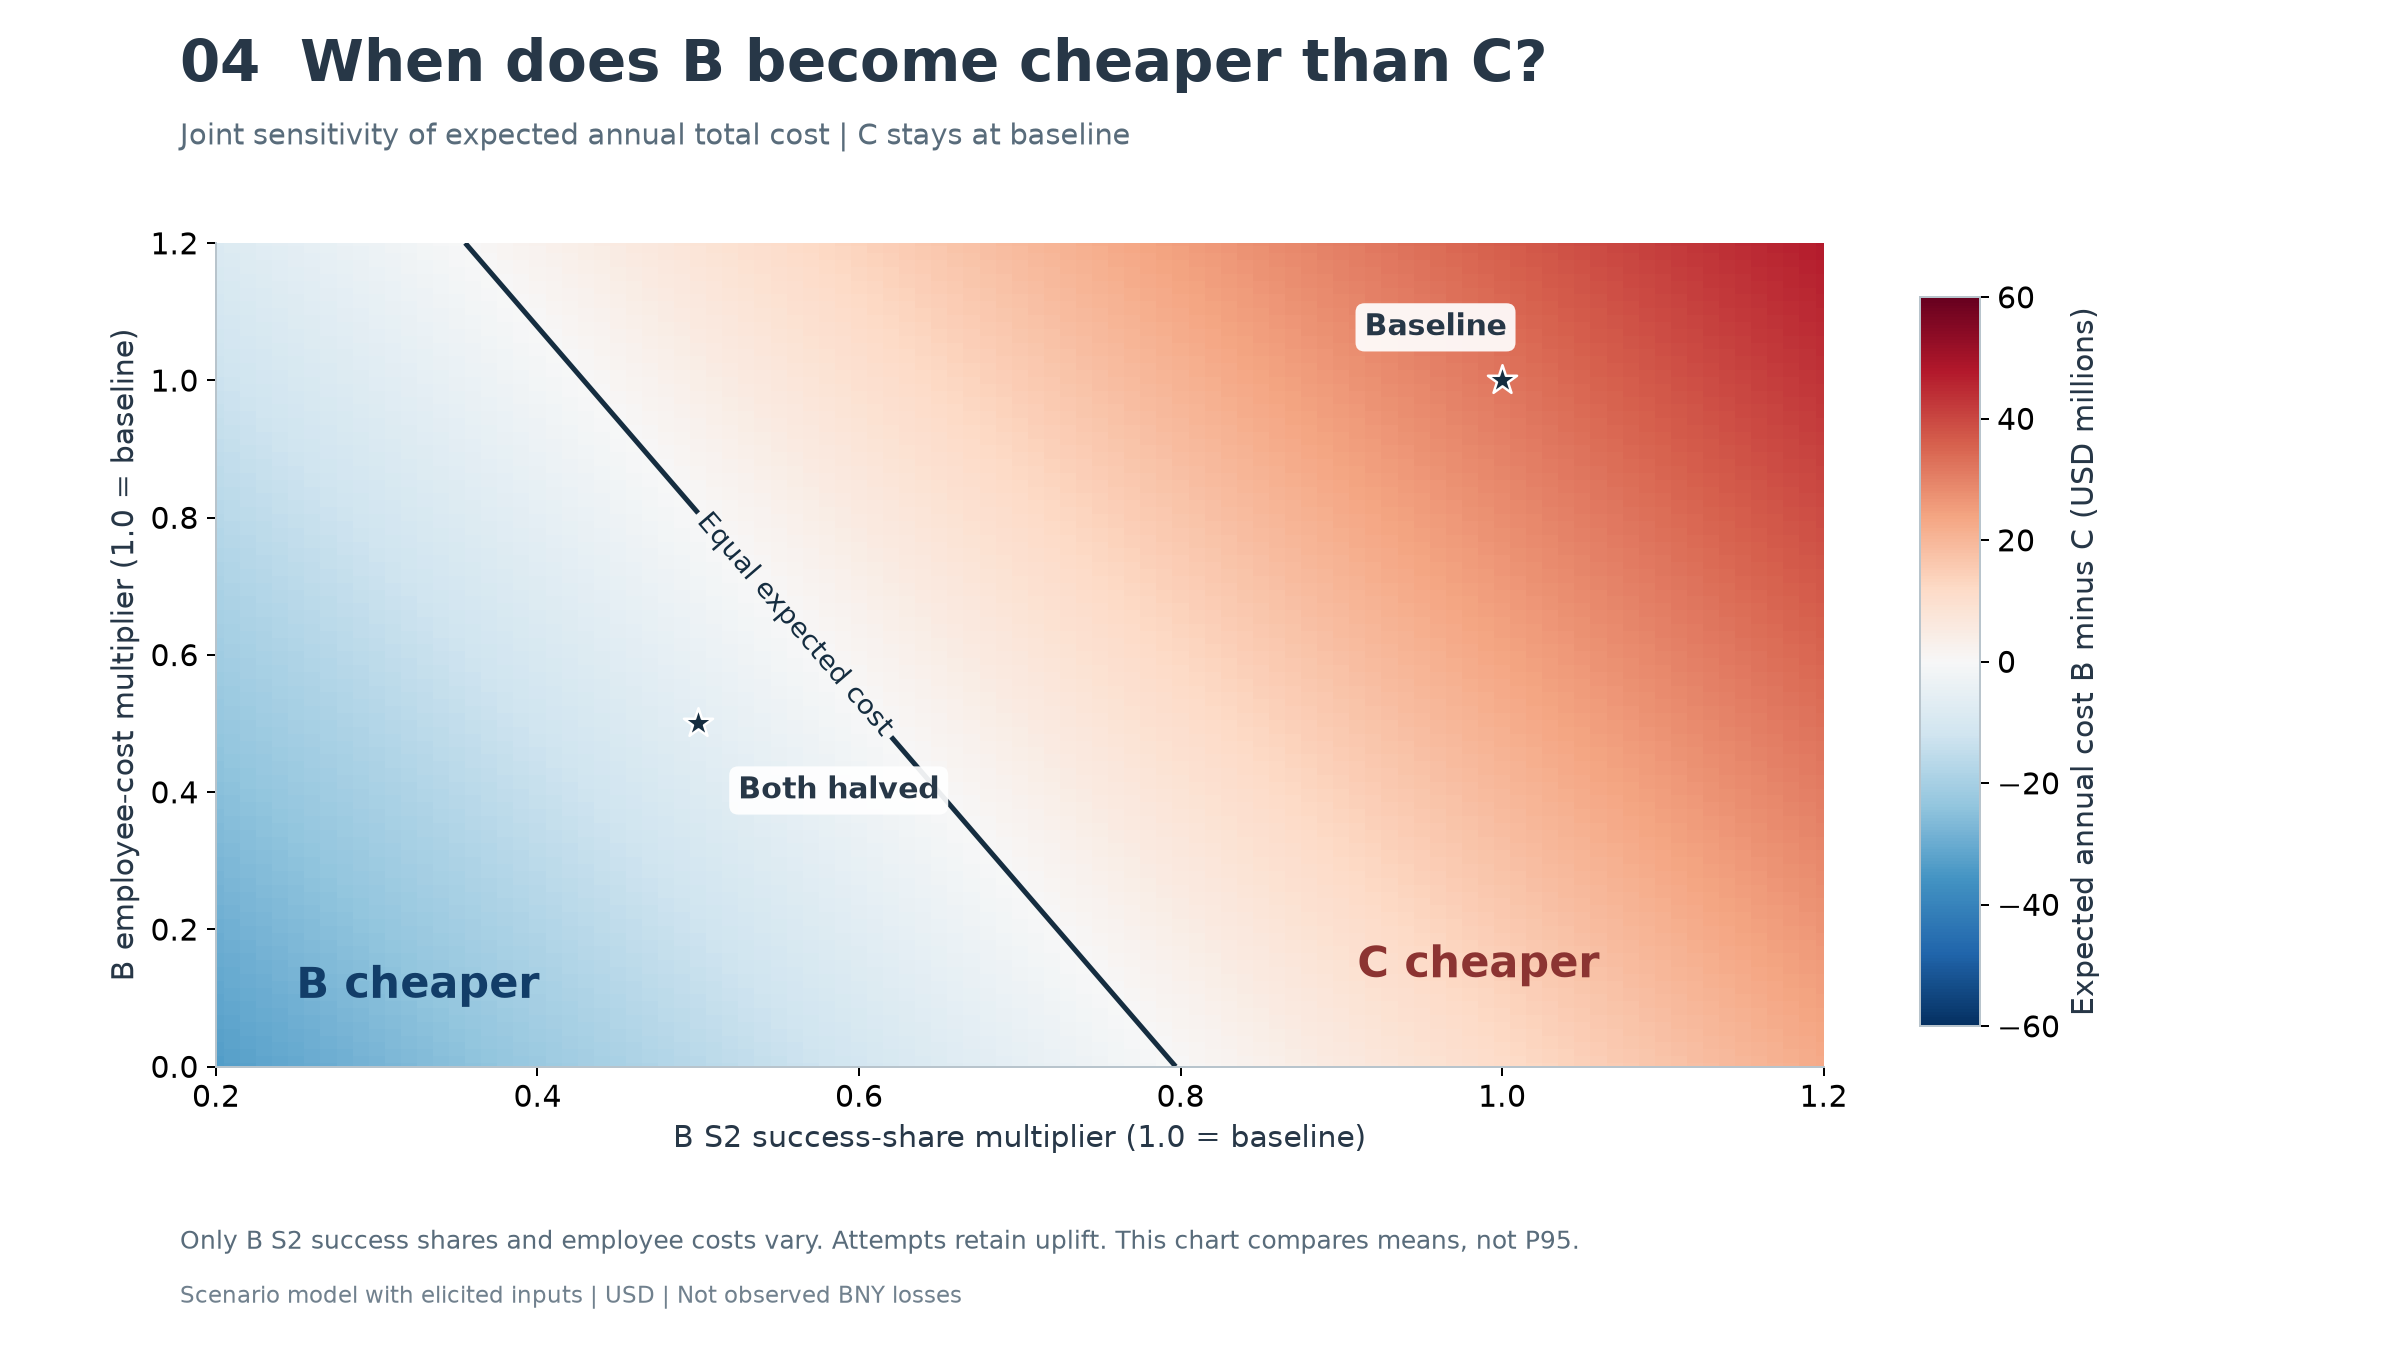 04 When does B become cheaper than C?
Joint sensitivity of expected annual total cost | C stays at baseline
B employee-cost multiplier (1.0 = baseline)
1.2
1.0
0.8
0.6
0.4
0.2
0.0
Baseline
Equal expected cost
Both halved
B cheaper
C cheaper
0.2
0.4
0.6
0.8
1.0
1.2
B S2 success-share multiplier (1.0 = baseline)
60
40
20
0
−20
−40
−60
Expected annual cost B minus C (USD millions)
Only B S2 success shares and employee costs vary. Attempts retain uplift. This chart compares means, not P95.
Scenario model with elicited inputs | USD | Not observed BNY losses